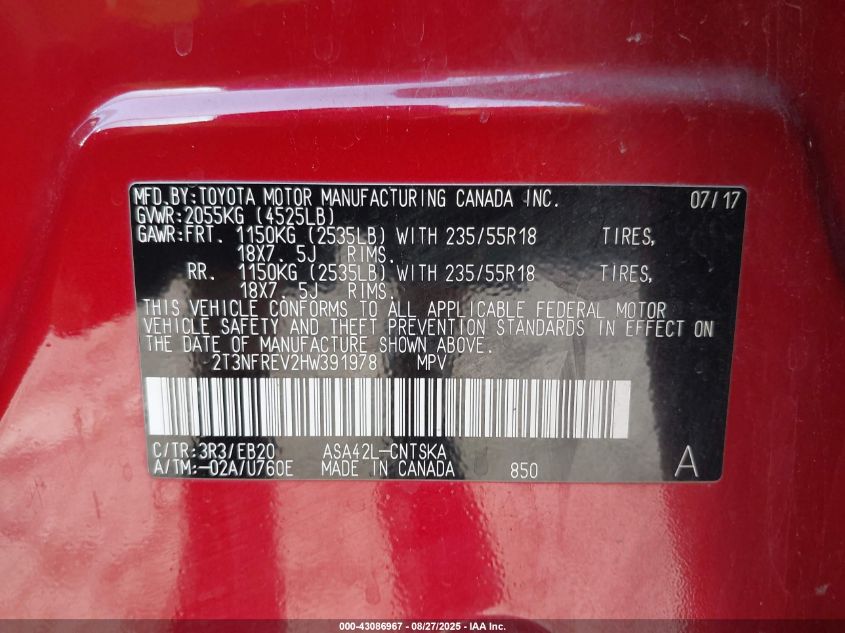 MFD.BY:TOYOTA MOTOR MANUFACTURING CANADA INC. 07/17
GVWR:2055KG (4525LB)
GAWR:FRT. 1150KG (2535LB) WITH 235/55R18 TIRES,
18X7. 5J RIMS.
RR. 1150KG (2535LB) WITH 235/55R18 TIRES,
18X7. 5J RIMS.
THIS VEHICLE CONFORMS TO ALL APPLICABLE FEDERAL MOTOR
VEHICLE SAFETY AND THEFT PREVENTION STANDARDS IN EFFECT ON
THE DATE OF MANUFACTURE SHOWN ABOVE.
2T3NFREV2HW391978 MPV
C/TR:3R3/EB20 ASA42L-CNTSKA
A/TM:-02A/U760E MADE IN CANADA 850 A
000-43086967 - 08/27/2025 - IAA Inc.